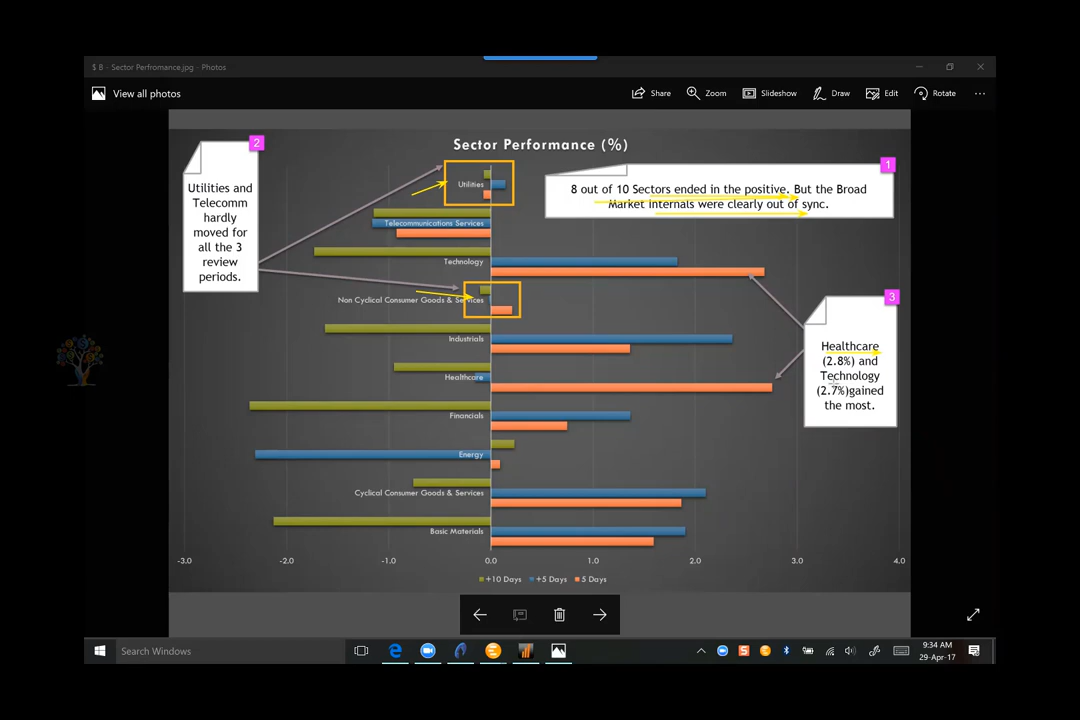 $ B - Sector Perfromance.jpg - Photos
View all photos
Share
Zoom
Slideshow
Draw
Edit
Rotate
Sector Performance (%)
2
Utilities and
Telecomm
hardly
moved for
all the 3
review
periods.
1
8 out of 10 Sectors ended in the positive. But the Broad
Market Internals were clearly out of sync.
3
Healthcare
(2.8%) and
Technology
(2.7%)gained
the most.
Utilities
Telecommunications Services
Technology
Non Cyclical Consumer Goods & Services
Industrials
Healthcare
Financials
Energy
Cyclical Consumer Goods & Services
Basic Materials
-3.0 -2.0 -1.0 0.0 1.0 2.0 3.0 4.0
+10 Days +5 Days 5 Days
Search Windows
9:34 AM
29-Apr-17